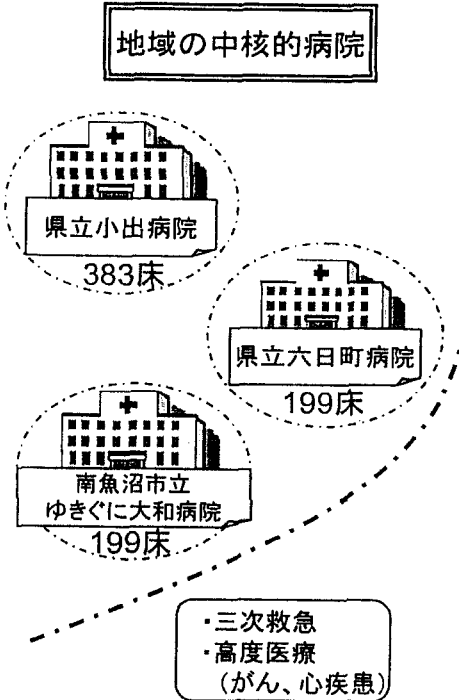 地域の中核的病院
県立小出病院
383床
県立六日町病院
199床
南魚沼市立
ゆきぐに大和病院
199床
・三次救急
・高度医療
（がん、心疾患）